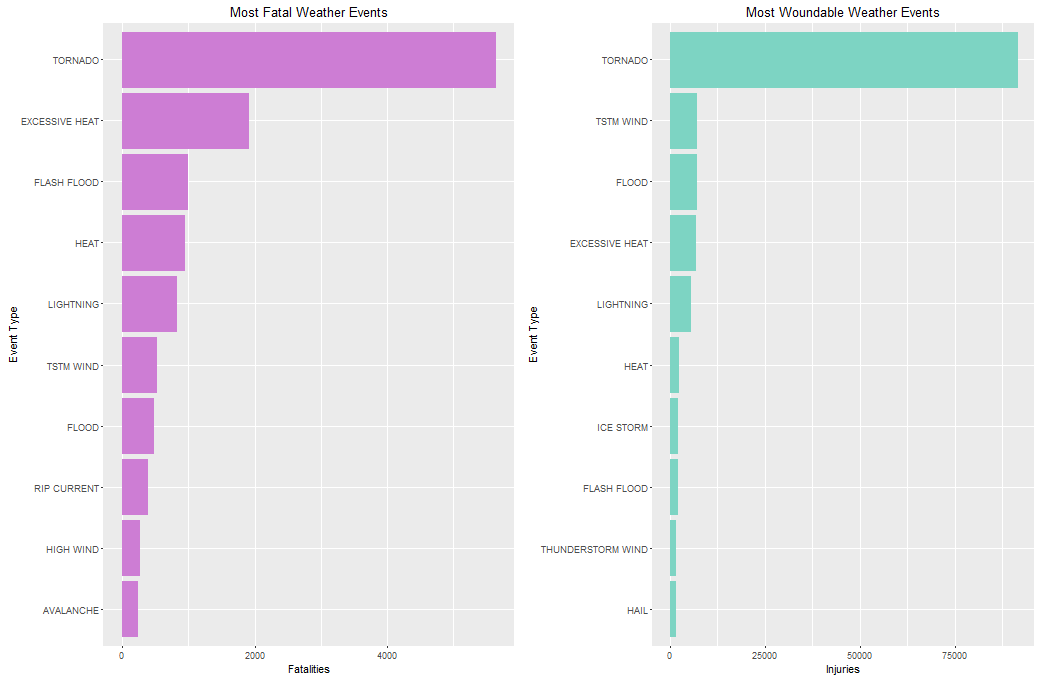 Most Fatal Weather Events
Event Type
TORNADO
EXCESSIVE HEAT
FLASH FLOOD
HEAT
LIGHTNING
TSTM WIND
FLOOD
RIP CURRENT
HIGH WIND
AVALANCHE
0 2000 4000
Fatalities
Most Woundable Weather Events
Event Type
TORNADO
TSTM WIND
FLOOD
EXCESSIVE HEAT
LIGHTNING
HEAT
ICE STORM
FLASH FLOOD
THUNDERSTORM WIND
HAIL
0 25000 50000 75000
Injuries